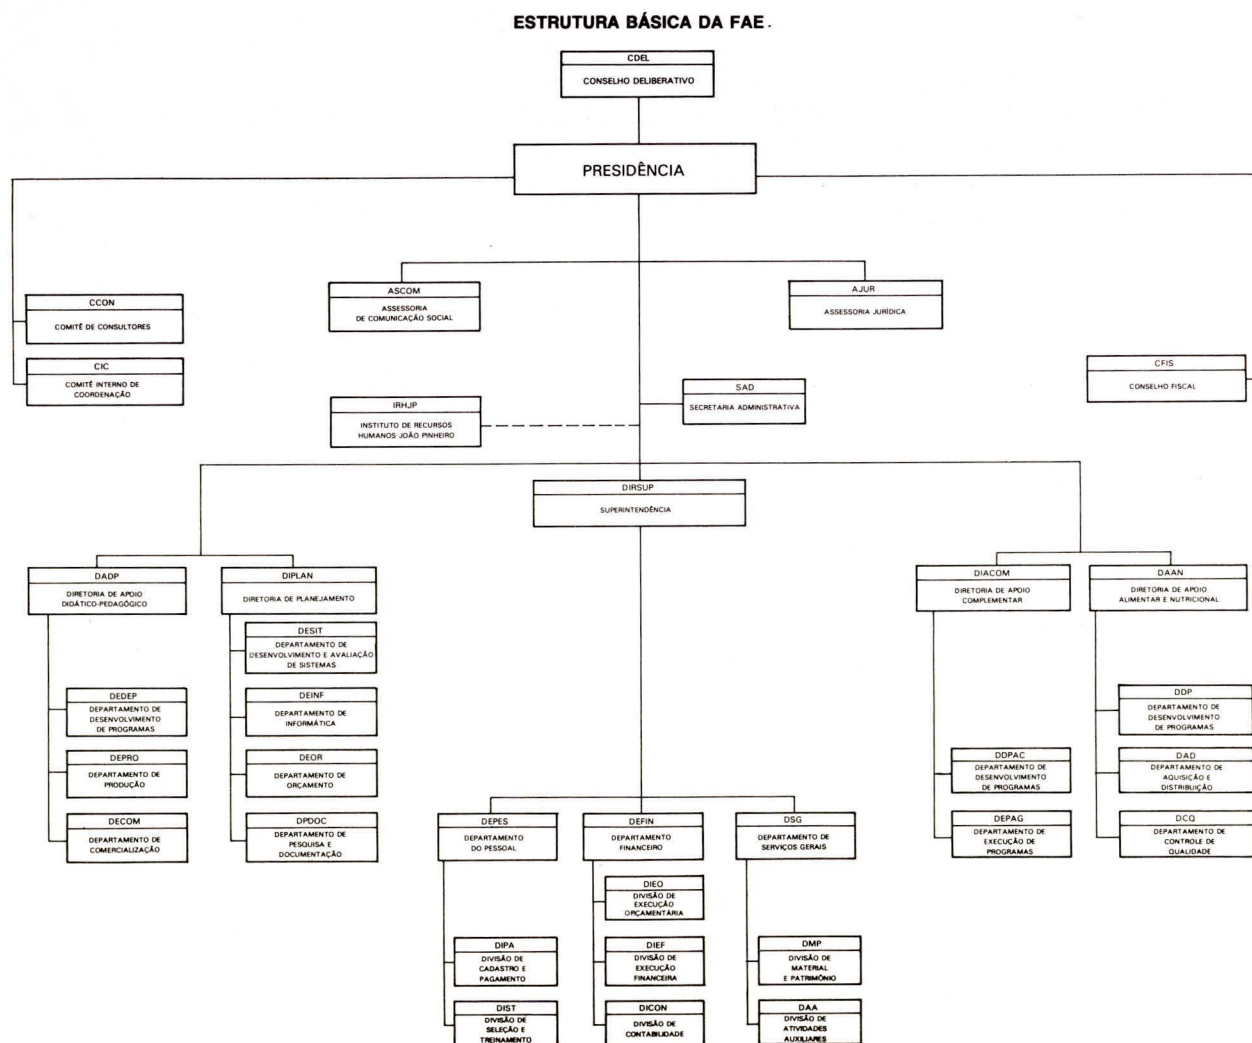 ESTRUTURA BÁSICA DA FAE.
CDEL
CONSELHO DELIBERATIVO
PRESIDÊNCIA
CCON
COMITÊ DE CONSULTORES
CIC
COMITÊ INTERNO DE
COORDENAÇÃO
ASCOM
ASSESSORIA
DE COMUNICAÇÃO SOCIAL
AJUR
ASSESSORIA JURÍDICA
CFIS
CONSELHO FISCAL
SAD
SECRETARIA ADMINISTRATIVA
IRHJP
INSTITUTO DE RECURSOS
HUMANOS JOÃO PINHEIRO
DIRSUP
SUPERINTENDÊNCIA
DADP
DIRETORIA DE APOIO
DIDÁTICO-PEDAGÓGICO
DEDEP
DEPARTAMENTO DE
DESENVOLVIMENTO
DE PROGRAMAS
DEPRO
DEPARTAMENTO DE
PRODUÇÃO
DECOM
DEPARTAMENTO DE
COMERCIALIZAÇÃO
DIPLAN
DIRETORIA DE PLANEJAMENTO
DESIT
DEPARTAMENTO DE
DESENVOLVIMENTO E AVALIAÇÃO
DE SISTEMAS
DEINF
DEPARTAMENTO DE
INFORMÁTICA
DEOR
DEPARTAMENTO DE
ORÇAMENTO
DPDOC
DEPARTAMENTO DE
PESQUISA E
DOCUMENTAÇÃO
DEPES
DEPARTAMENTO
DO PESSOAL
DIPA
DIVISÃO DE
CADASTRO E
PAGAMENTO
DIST
DIVISÃO DE
SELEÇÃO E
TREINAMENTO
DEFIN
DEPARTAMENTO
FINANCEIRO
DIEO
DIVISÃO DE
EXECUÇÃO
ORÇAMENTÁRIA
DIEF
DIVISÃO DE
EXECUÇÃO
FINANCEIRA
DICON
DIVISÃO DE
CONTABILIDADE
DSG
DEPARTAMENTO DE
SERVIÇOS GERAIS
DMP
DIVISÃO DE
MATERIAL
E PATRIMÔNIO
DAA
DIVISÃO DE
ATIVIDADES
AUXILIARES
DIACOM
DIRETORIA DE APOIO
COMPLEMENTAR
DDPAC
DEPARTAMENTO DE
DESENVOLVIMENTO
DE PROGRAMAS
DEPAG
DEPARTAMENTO DE
EXECUÇÃO DE
PROGRAMAS
DAAN
DIRETORIA DE APOIO
ALIMENTAR E NUTRICIONAL
DDP
DEPARTAMENTO DE
DESENVOLVIMENTO
DE PROGRAMAS
DAD
DEPARTAMENTO DE
AQUISIÇÃO E
DISTRIBUIÇÃO
DCQ
DEPARTAMENTO DE
CONTROLE DE
QUALIDADE